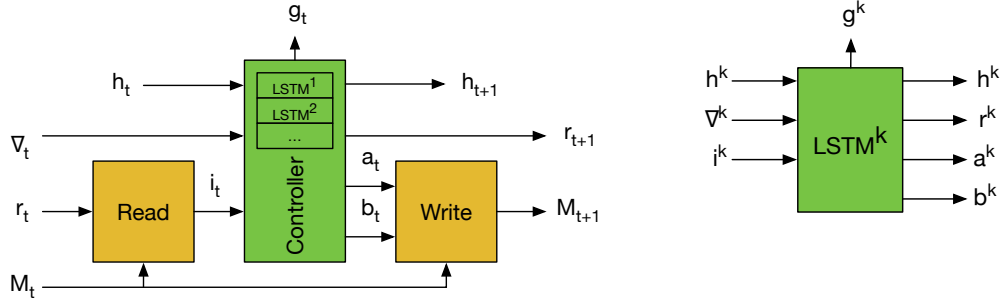 g_t
h_t
LSTM^1
LSTM^2
...
h_{t+1}
∇_t
r_{t+1}
Controller
a_t
r_t
Read
i_t
b_t
Write
M_{t+1}
M_t
g^k
h^k
h^k
∇^k
LSTM^k
r^k
i^k
a^k
b^k